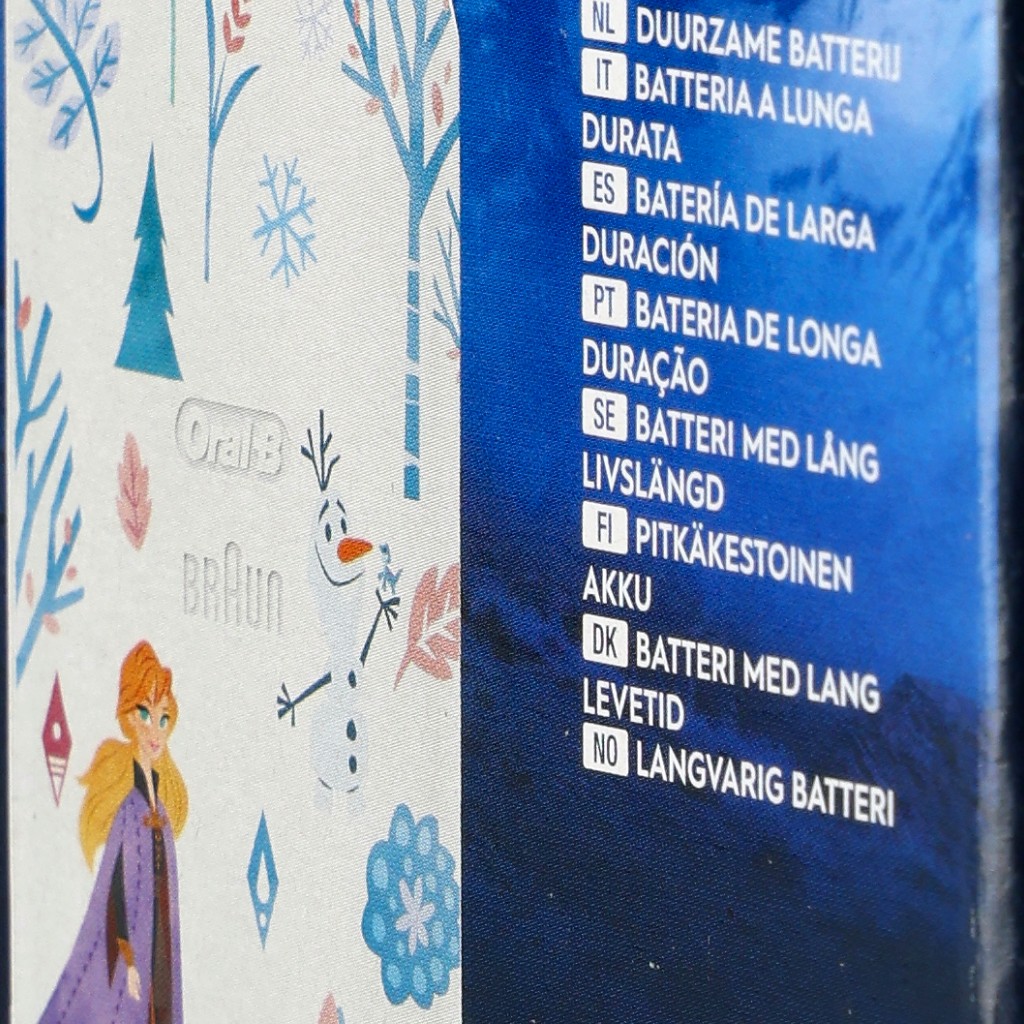 Oral-B
BRAUN
NL DUURZAME BATTERIJ
IT BATTERIA A LUNGA
DURATA
ES BATERÍA DE LARGA
DURACIÓN
PT BATERIA DE LONGA
DURAÇÃO
SE BATTERI MED LÅNG
LIVSLÄNGD
FI PITKÄKESTOINEN
AKKU
DK BATTERI MED LANG
LEVETID
NO LANGVARIG BATTERI